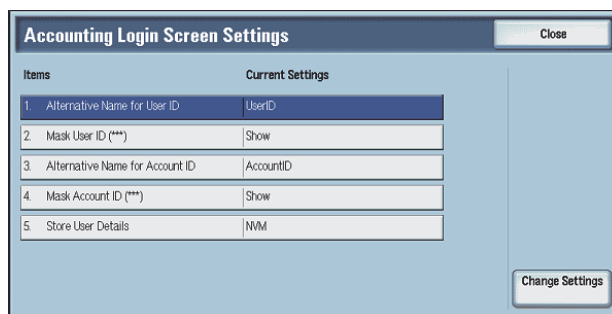 Accounting Login Screen Settings
Close
Items Current Settings
1. Alternative Name for User ID UserID
2. Mask User ID (***) Show
3. Alternative Name for Account ID AccountID
4. Mask Account ID (***) Show
5. Store User Details NVM
Change Settings